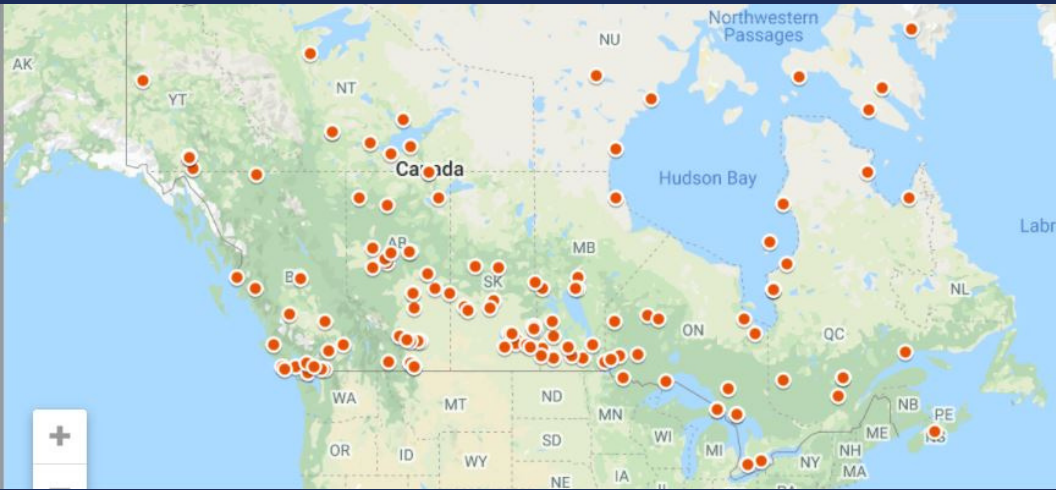 Northwestern
Passages
NU
AK
YT
NT
Canada
Hudson Bay
Labr
AB
MB
B
SK
NL
ON
QC
WA
MT
ND
MN
NB
PE
NS
ME
OR
ID
SD
WI
MI
NH
NY
WY
IA
MA
NE
+